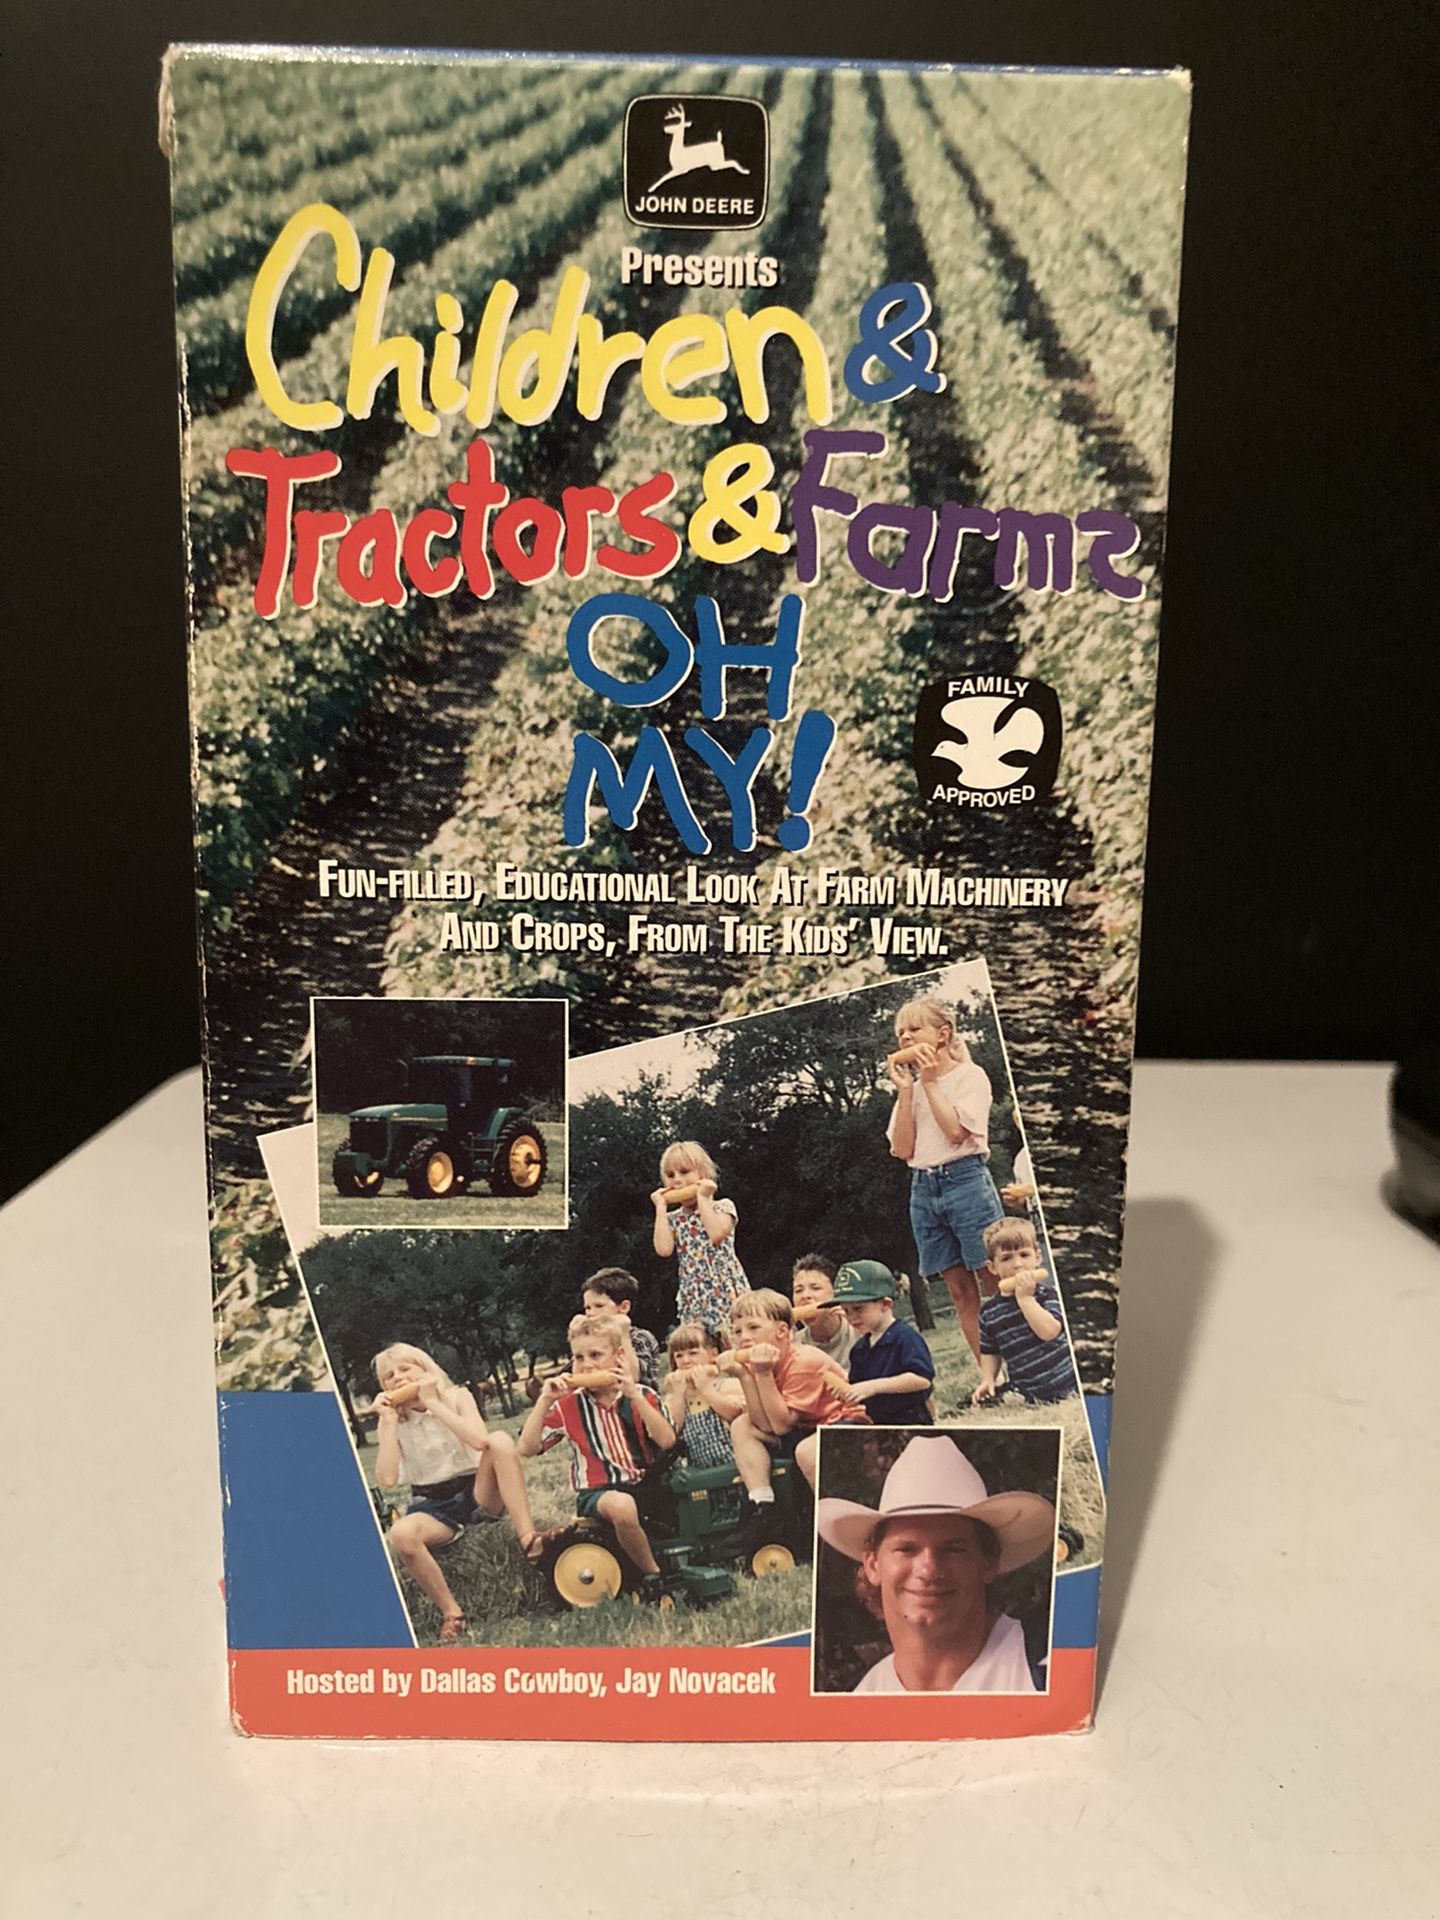 JOHN DEERE
Presents
Children &
Tractors & Farms
OH
MY!
FAMILY
APPROVED
FUN-FILLED, EDUCATIONAL LOOK AT FARM MACHINERY
AND CROPS, FROM THE KIDS' VIEW.
Hosted by Dallas Cowboy, Jay Novacek